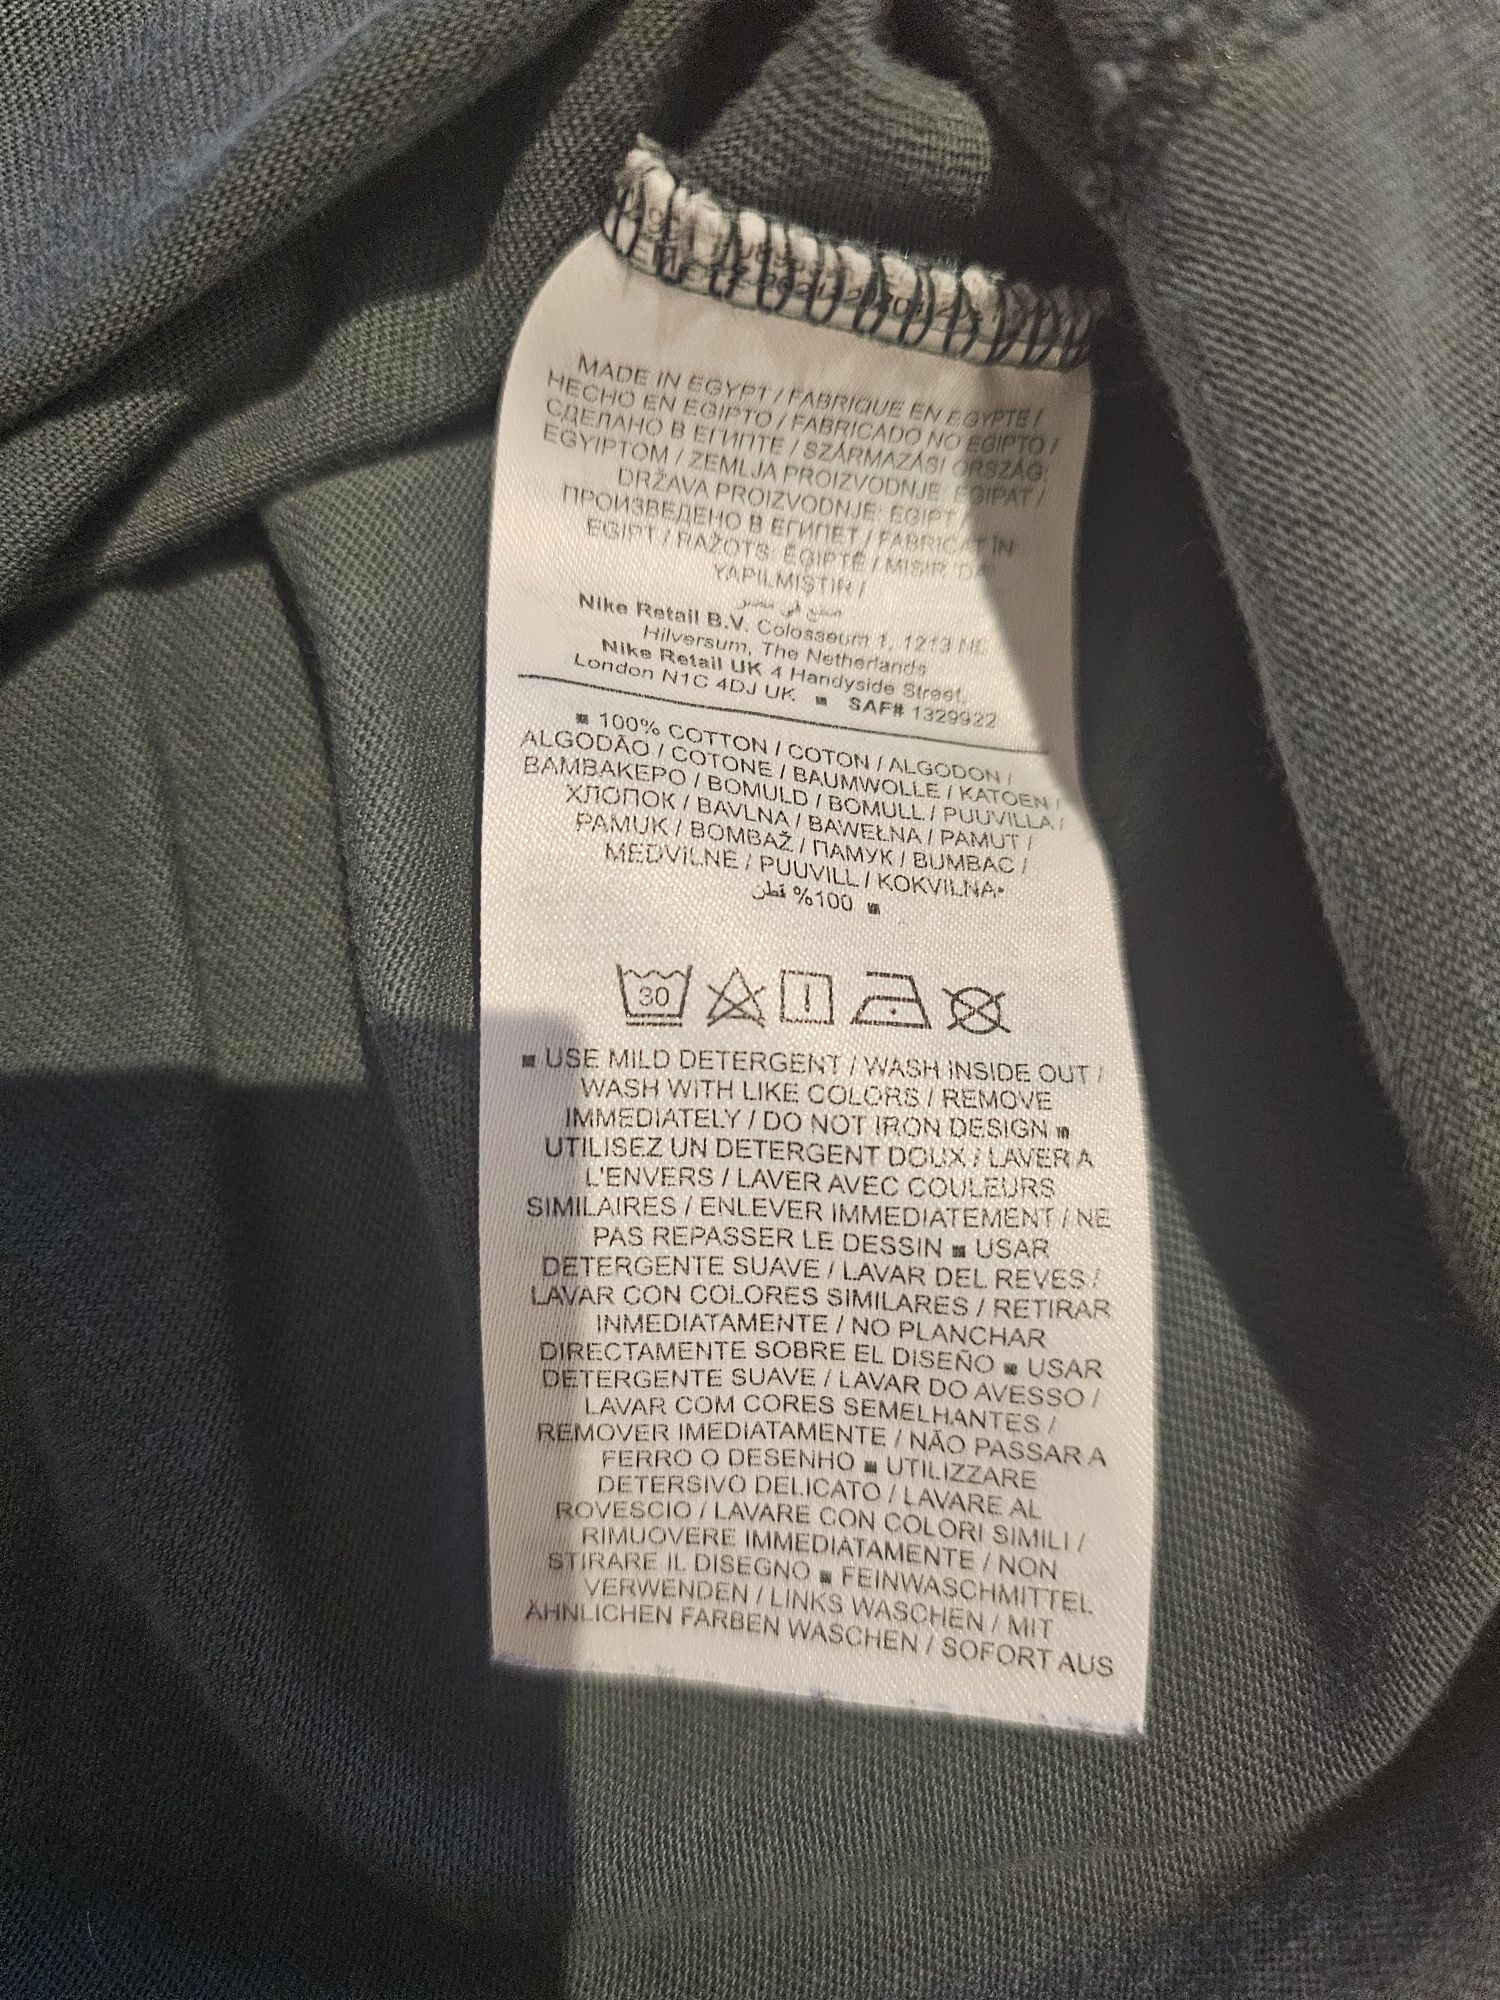 MADE IN EGYPT / FABRIQUE EN EGYPTE /
HECHO EN EGIPTO / FABRICADO NO EGIPTO /
СДЕЛАНО В ЕГИПТЕ / SZÁRMAZÁSI ORSZÁG:
EGYIPTOM / ZEMLJA PROIZVODNJE: EGIPAT /
DRŽAVA PROIZVODNJE: EGIPT /
ПРОИЗВЕДЕНО В ЕГИПЕТ / FABRICAT ÎN
EGIPT / RAŽOTS: ĒĢIPTĒ / MISIR 'DA
YAPILMIŞTIR /
صنع في مصر
Nike Retail B.V. Colosseum 1, 1213 NL
Hilversum, The Netherlands
Nike Retail UK 4 Handyside Street,
London N1C 4DJ UK ■ SAF# 1329922
■ 100% COTTON / COTON / ALGODON /
ALGODÃO / COTONE / BAUMWOLLE / KATOEN /
ΒΑΜΒΑΚΕΡΟ / BOMULD / BOMULL / PUUVILLA /
ХЛОПОК / BAVLNA / BAWEŁNA / PAMUT /
PAMUK / BOMBAŽ / ПАМУК / BUMBAC /
MEDVILNE / PUUVILL / KOKVILNA•
100% قطن ■
30
■ USE MILD DETERGENT / WASH INSIDE OUT /
WASH WITH LIKE COLORS / REMOVE
IMMEDIATELY / DO NOT IRON DESIGN ■
UTILISEZ UN DETERGENT DOUX / LAVER A
L'ENVERS / LAVER AVEC COULEURS
SIMILAIRES / ENLEVER IMMEDIATEMENT / NE
PAS REPASSER LE DESSIN ■ USAR
DETERGENTE SUAVE / LAVAR DEL REVES /
LAVAR CON COLORES SIMILARES / RETIRAR
INMEDIATAMENTE / NO PLANCHAR
DIRECTAMENTE SOBRE EL DISEÑO ■ USAR
DETERGENTE SUAVE / LAVAR DO AVESSO /
LAVAR COM CORES SEMELHANTES /
REMOVER IMEDIATAMENTE / NÃO PASSAR A
FERRO O DESENHO ■ UTILIZZARE
DETERSIVO DELICATO / LAVARE AL
ROVESCIO / LAVARE CON COLORI SIMILI /
RIMUOVERE IMMEDIATAMENTE / NON
STIRARE IL DISEGNO ■ FEINWASCHMITTEL
VERWENDEN / LINKS WASCHEN / MIT
ÄHNLICHEN FARBEN WASCHEN / SOFORT AUS